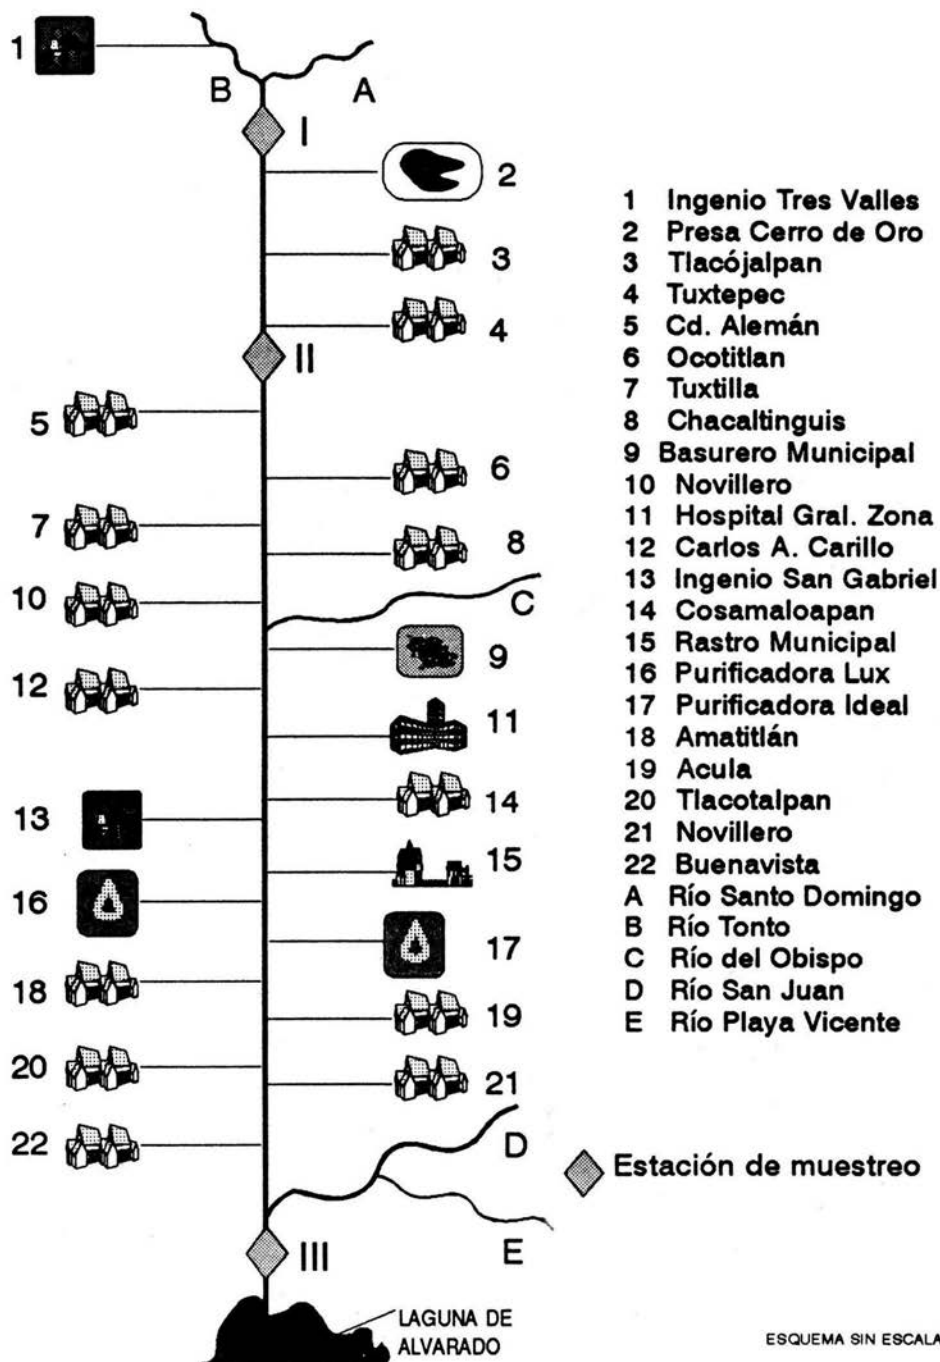 1
B
A
I
2
3
4
II
5
6
7
8
10
C
9
12
11
14
13
15
16
17
18
19
20
21
22
D
E
III
LAGUNA DE
ALVARADO
1 Ingenio Tres Valles
2 Presa Cerro de Oro
3 Tlacójalpan
4 Tuxtepec
5 Cd. Alemán
6 Ocotitlan
7 Tuxtilla
8 Chacaltinguis
9 Basurero Municipal
10 Novillero
11 Hospital Gral. Zona
12 Carlos A. Carillo
13 Ingenio San Gabriel
14 Cosamaloapan
15 Rastro Municipal
16 Purificadora Lux
17 Purificadora Ideal
18 Amatitlán
19 Acula
20 Tlacotalpan
21 Novillero
22 Buenavista
A Río Santo Domingo
B Río Tonto
C Río del Obispo
D Río San Juan
E Río Playa Vicente
Estación de muestreo
ESQUEMA SIN ESCALA